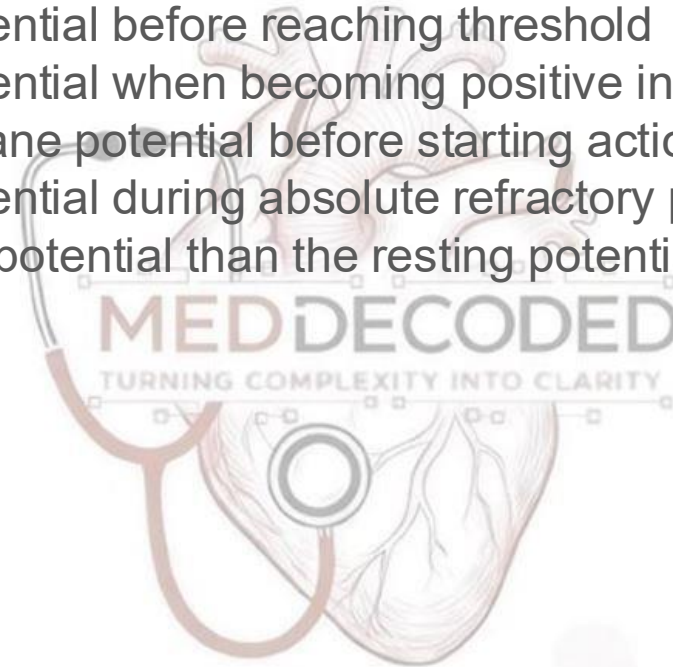 ential before reaching threshold
ential when becoming positive in
ane potential before starting actio
ential during absolute refractory p
potential than the resting potenti
MEDDECODED
TURNING COMPLEXITY INTO CLARITY